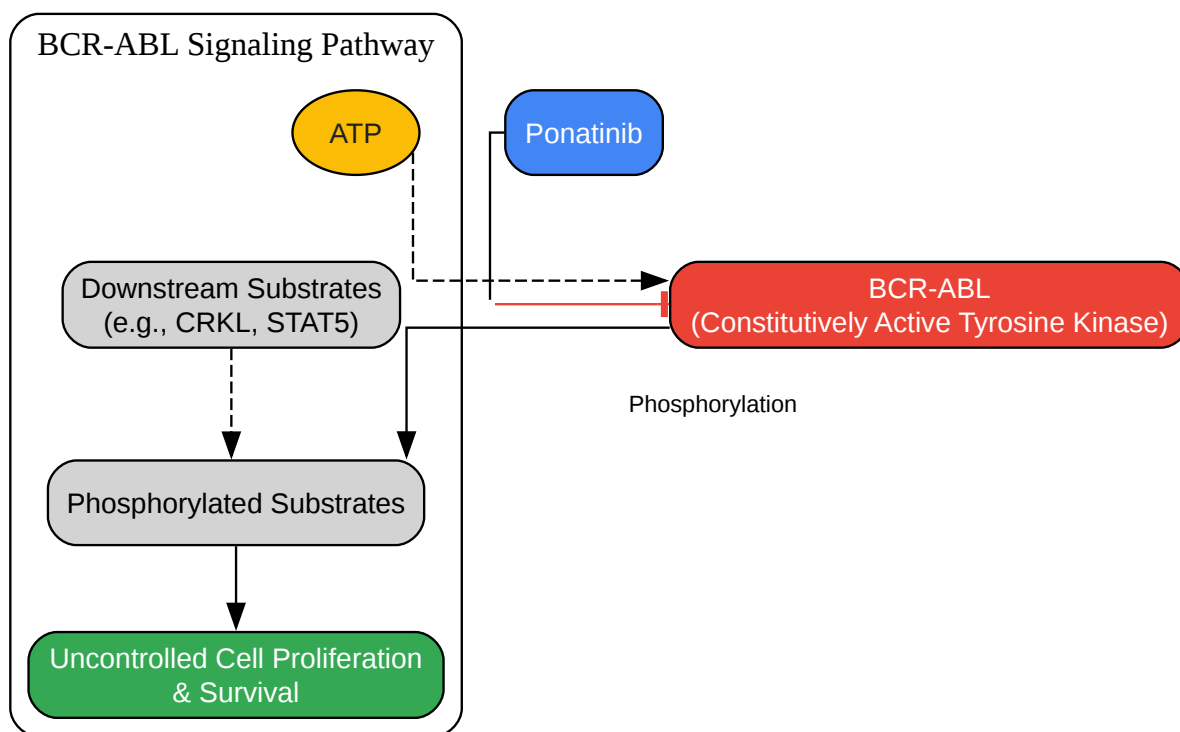 BCR-ABL Signaling Pathway
ATP
Ponatinib
Downstream Substrates
(e.g., CRKL, STAT5)
BCR-ABL
(Constitutively Active Tyrosine Kinase)
Phosphorylation
Phosphorylated Substrates
Uncontrolled Cell Proliferation
& Survival